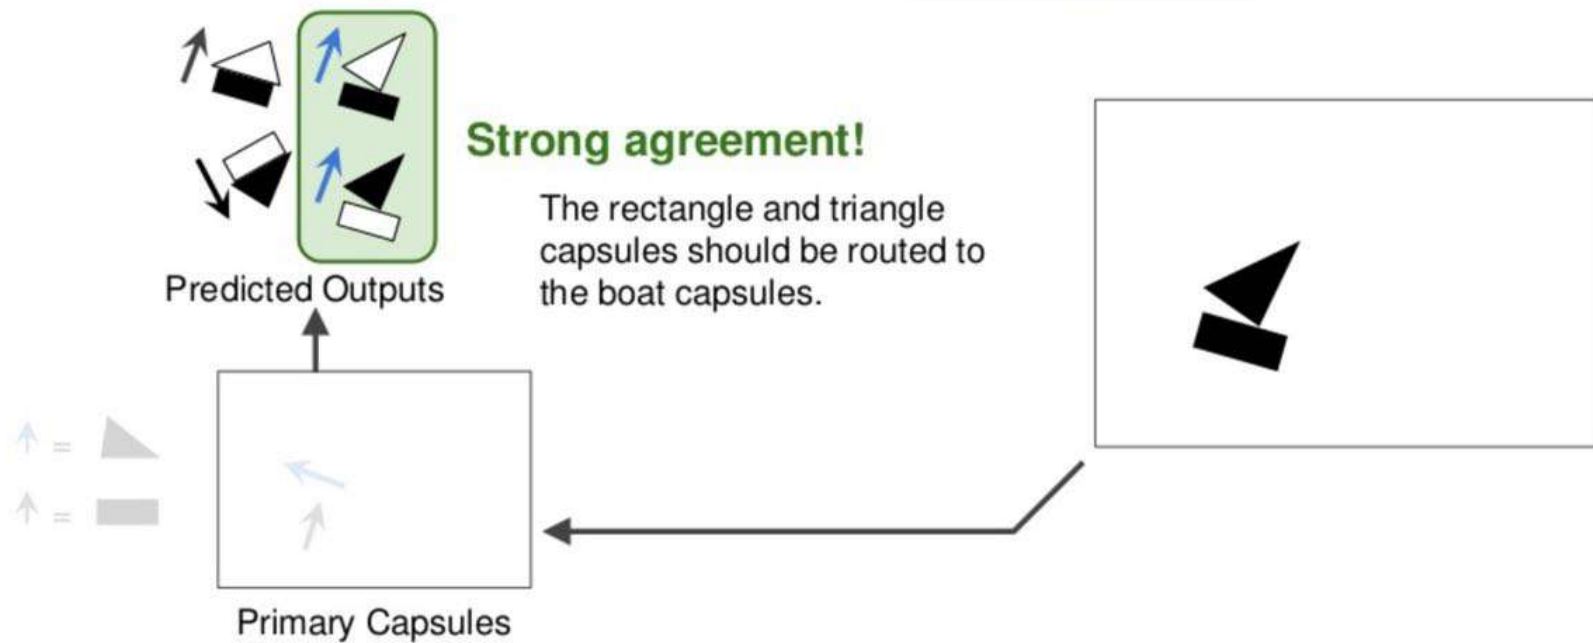 Strong agreement!
The rectangle and triangle
capsules should be routed to
the boat capsules.
Predicted Outputs
=
=
Primary Capsules